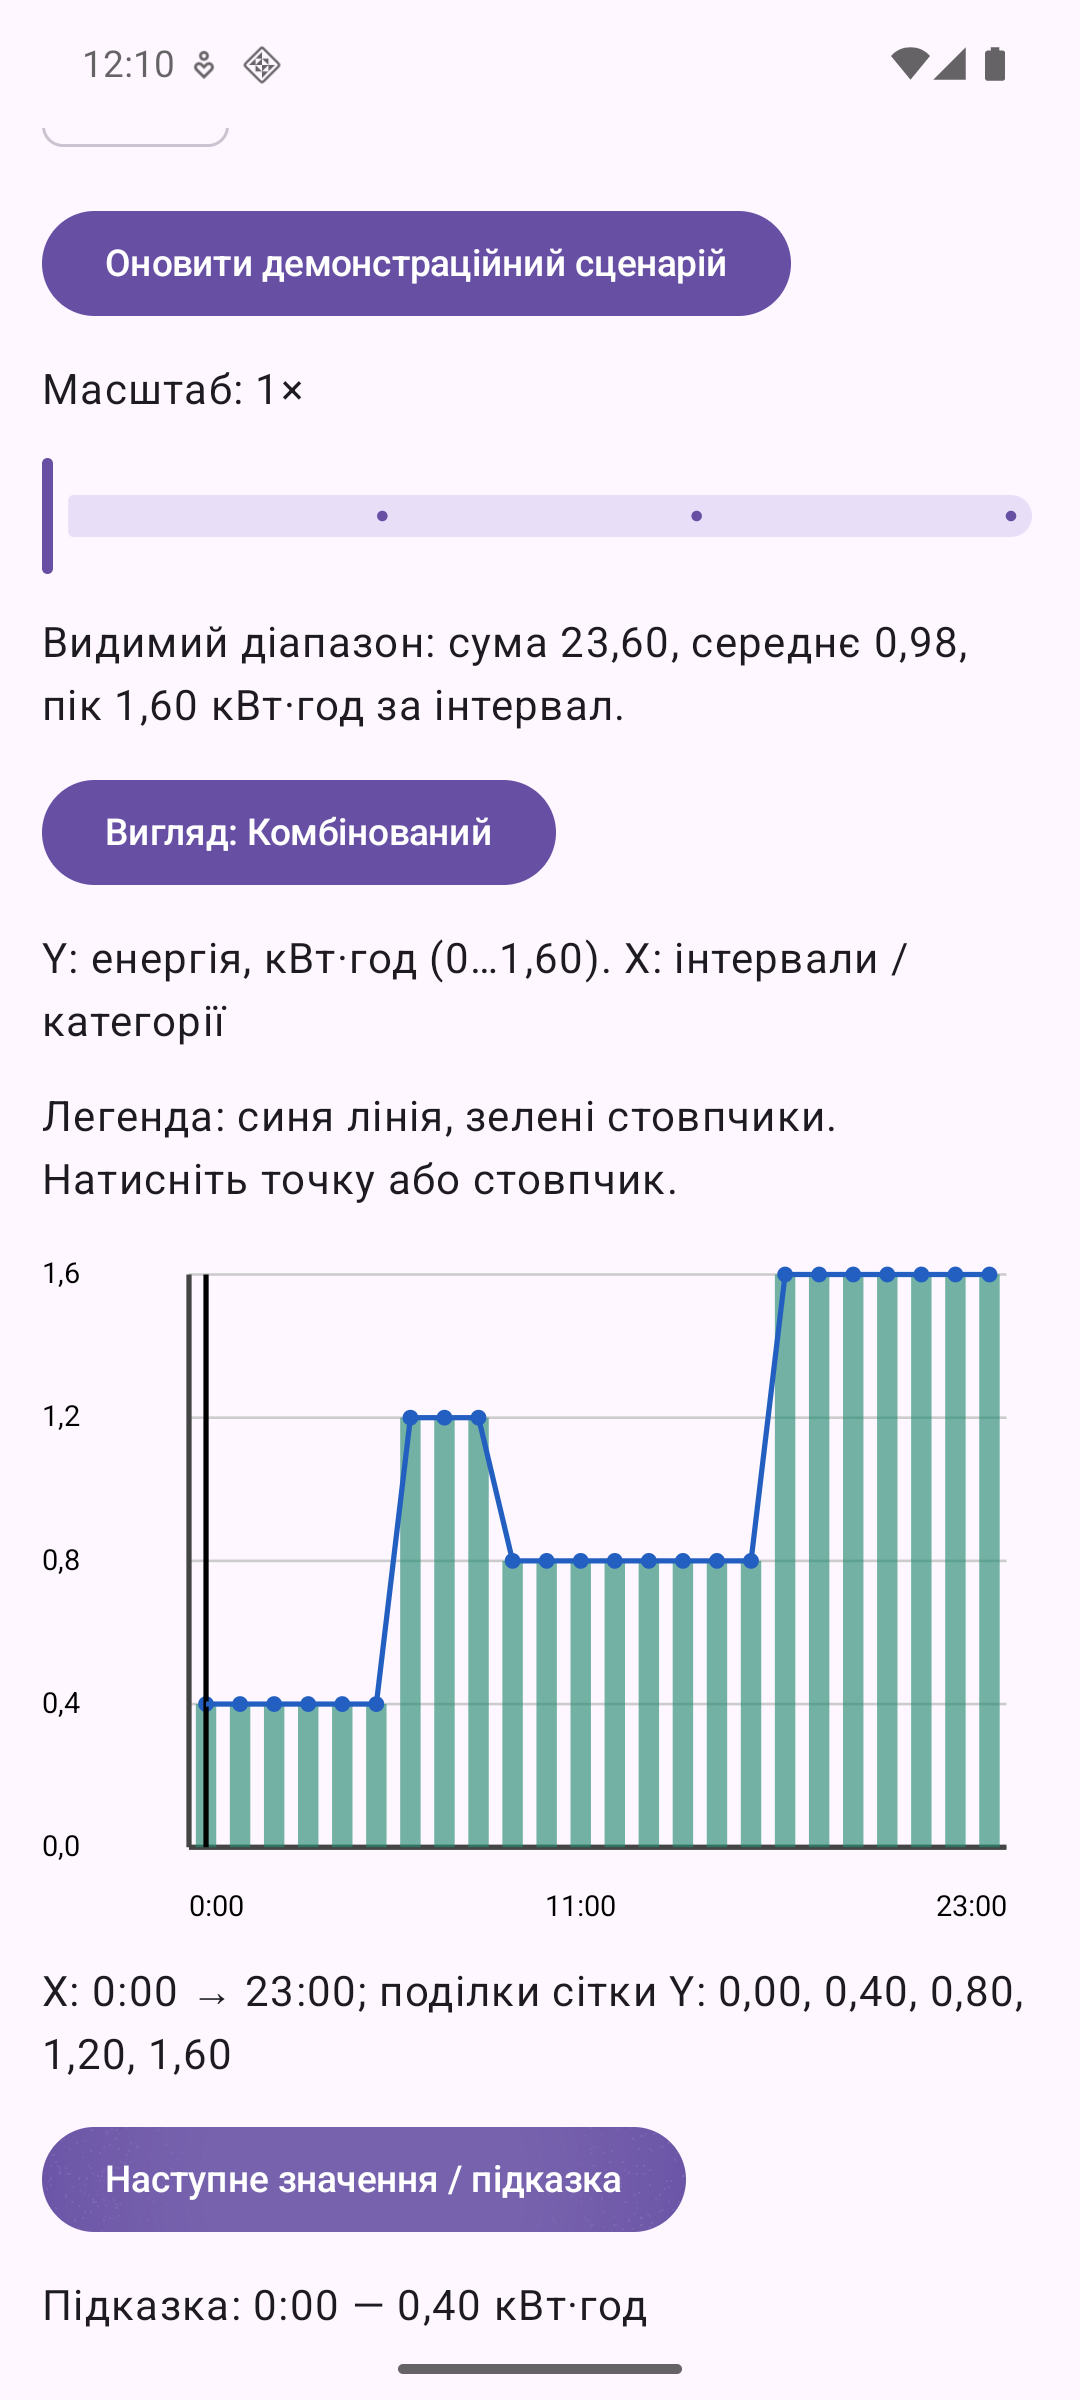 12:10
Оновити демонстраційний сценарій
Масштаб: 1×
Видимий діапазон: сума 23,60, середнє 0,98,
пік 1,60 кВт·год за інтервал.
Вигляд: Комбінований
Y: енергія, кВт·год (0…1,60). X: інтервали /
категорії
Легенда: синя лінія, зелені стовпчики.
Натисніть точку або стовпчик.
1,6
1,2
0,8
0,4
0,0
0:00 11:00 23:00
X: 0:00 → 23:00; поділки сітки Y: 0,00, 0,40, 0,80,
1,20, 1,60
Наступне значення / підказка
Підказка: 0:00 — 0,40 кВт·год